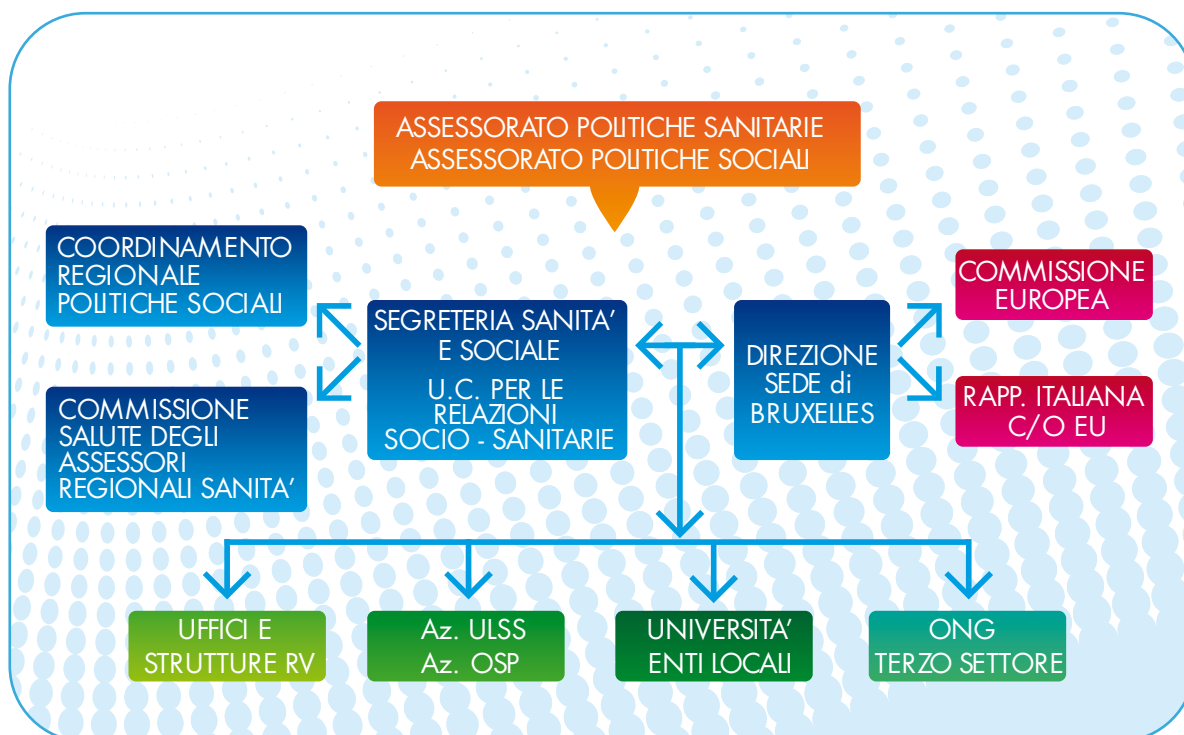 ASSESSORATO POLITICHE SANITARIE
ASSESSORATO POLITICHE SOCIALI
COORDINAMENTO
REGIONALE
POLITICHE SOCIALI
COMMISSIONE
SALUTE DEGLI
ASSESSORI
REGIONALI SANITA’
SEGRETERIA SANITA’
E SOCIALE
U.C. PER LE
RELAZIONI
SOCIO - SANITARIE
DIREZIONE
SEDE di
BRUXELLES
COMMISSIONE
EUROPEA
RAPP. ITALIANA
C/O EU
UFFICI E
STRUTTURE RV
Az. ULSS
Az. OSP
UNIVERSITA’
ENTI LOCALI
ONG
TERZO SETTORE